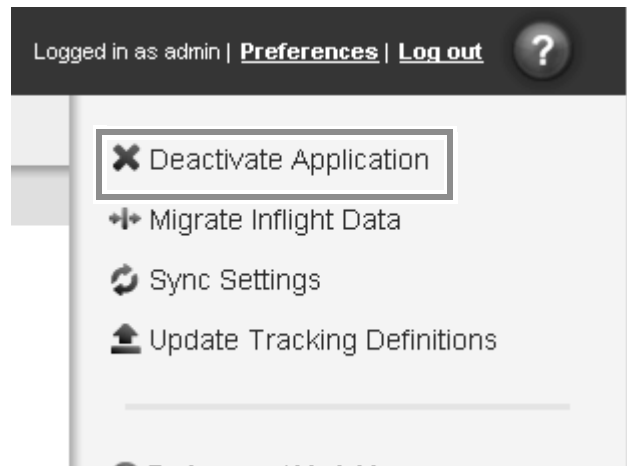 Logged in as admin | Preferences | Log out ?
Deactivate Application
Migrate Inflight Data
Sync Settings
Update Tracking Definitions